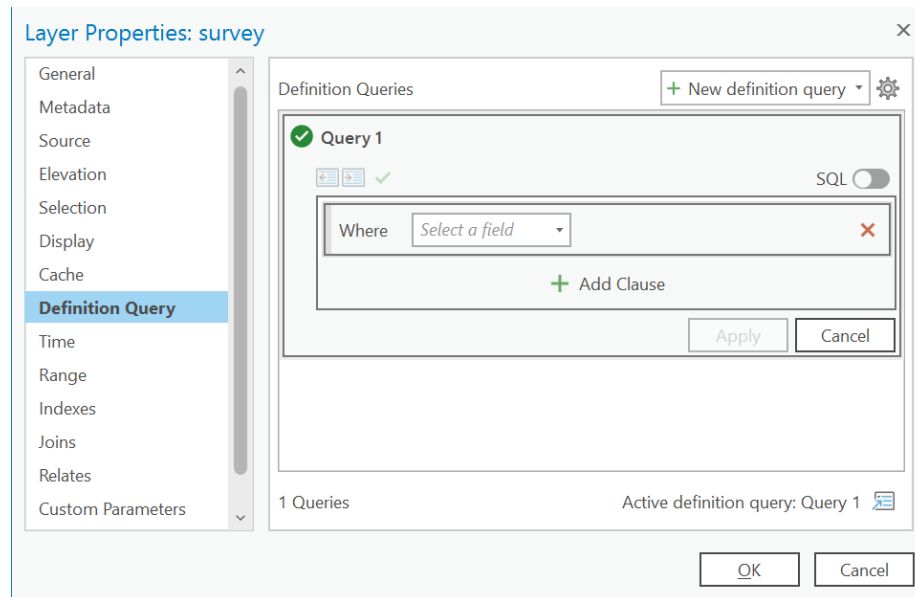 Layer Properties: survey
General
Metadata
Source
Elevation
Selection
Display
Cache
Definition Query
Time
Range
Indexes
Joins
Relates
Custom Parameters
Definition Queries
New definition query
Query 1
SQL
Where Select a field
Add Clause
Apply Cancel
1 Queries Active definition query: Query 1
OK Cancel